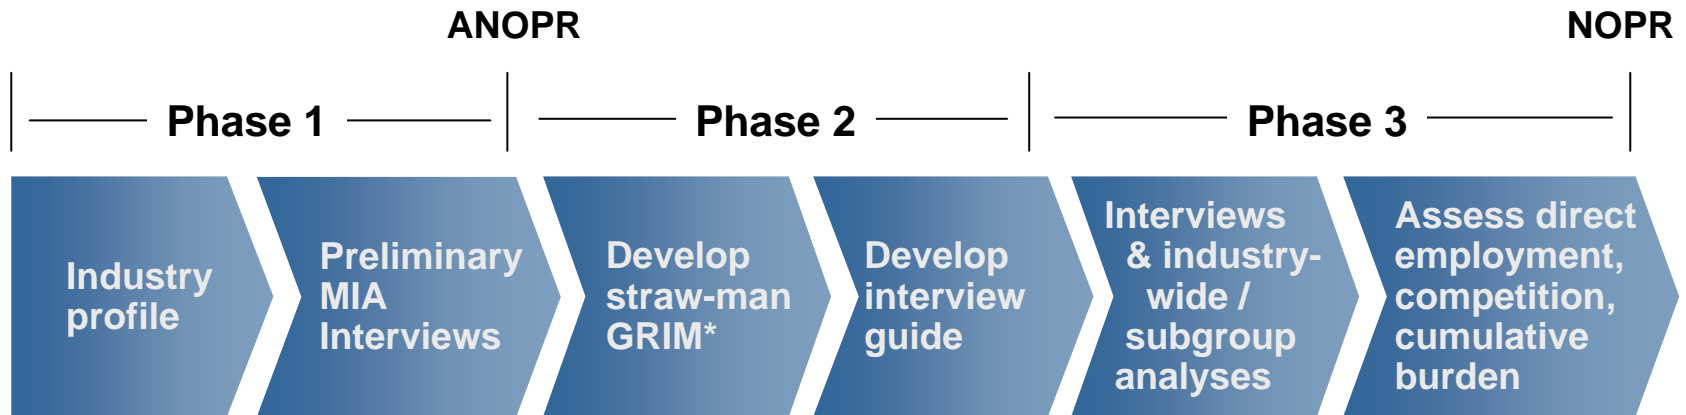 ANOPR
NOPR
Phase 1
Phase 2
Phase 3
Industry
profile
Preliminary
MIA
Interviews
Develop
straw-man
GRIM*
Develop
interview
guide
Interviews
& industry-
wide /
subgroup
analyses
Assess direct
employment,
competition,
cumulative
burden